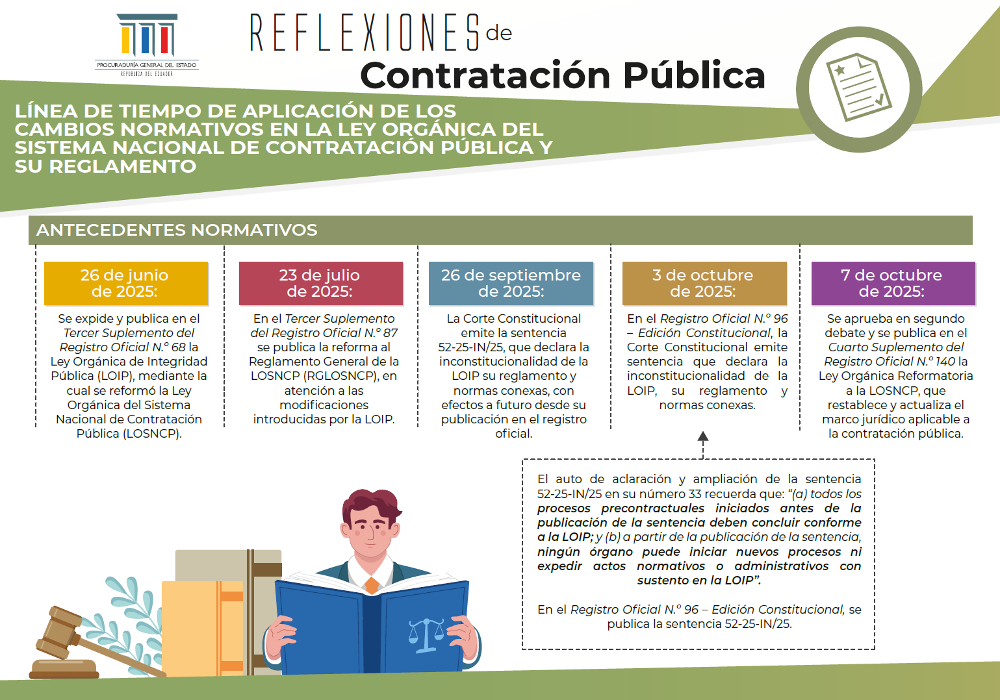 PROCURADURÍA GENERAL DEL ESTADO
REPÚBLICA DEL ECUADOR
REFLEXIONES de
Contratación Pública
LÍNEA DE TIEMPO DE APLICACIÓN DE LOS
CAMBIOS NORMATIVOS EN LA LEY ORGÁNICA DEL
SISTEMA NACIONAL DE CONTRATACIÓN PÚBLICA Y
SU REGLAMENTO
ANTECEDENTES NORMATIVOS
26 de junio
de 2025:
Se expide y publica en el
Tercer Suplemento del
Registro Oficial N.º 68 la
Ley Orgánica de Integridad
Pública (LOIP), mediante la
cual se reformó la Ley
Orgánica del Sistema
Nacional de Contratación
Pública (LOSNCP).
23 de julio
de 2025:
En el Tercer Suplemento
del Registro Oficial N.º 87
se publica la reforma al
Reglamento General de la
LOSNCP (RGLOSNCP), en
atención a las
modificaciones
introducidas por la LOIP.
26 de septiembre
de 2025:
La Corte Constitucional
emite la sentencia
52-25-IN/25, que declara la
inconstitucionalidad de la
LOIP su reglamento y
normas conexas, con
efectos a futuro desde su
publicación en el registro
oficial.
3 de octubre
de 2025:
En el Registro Oficial N.º 96
– Edición Constitucional, la
Corte Constitucional emite
sentencia que declara la
inconstitucionalidad de la
LOIP, su reglamento y
normas conexas.
7 de octubre
de 2025:
Se aprueba en segundo
debate y se publica en el
Cuarto Suplemento del
Registro Oficial N.º 140 la
Ley Orgánica Reformatoria
a la LOSNCP, que
restablece y actualiza el
marco jurídico aplicable a
la contratación pública.
El auto de aclaración y ampliación de la sentencia
52-25-IN/25 en su número 33 recuerda que: “(a) todos los
procesos precontractuales iniciados antes de la
publicación de la sentencia deben concluir conforme
a la LOIP; y (b) a partir de la publicación de la sentencia,
ningún órgano puede iniciar nuevos procesos ni
expedir actos normativos o administrativos con
sustento en la LOIP”.
En el Registro Oficial N.º 96 – Edición Constitucional, se
publica la sentencia 52-25-IN/25.